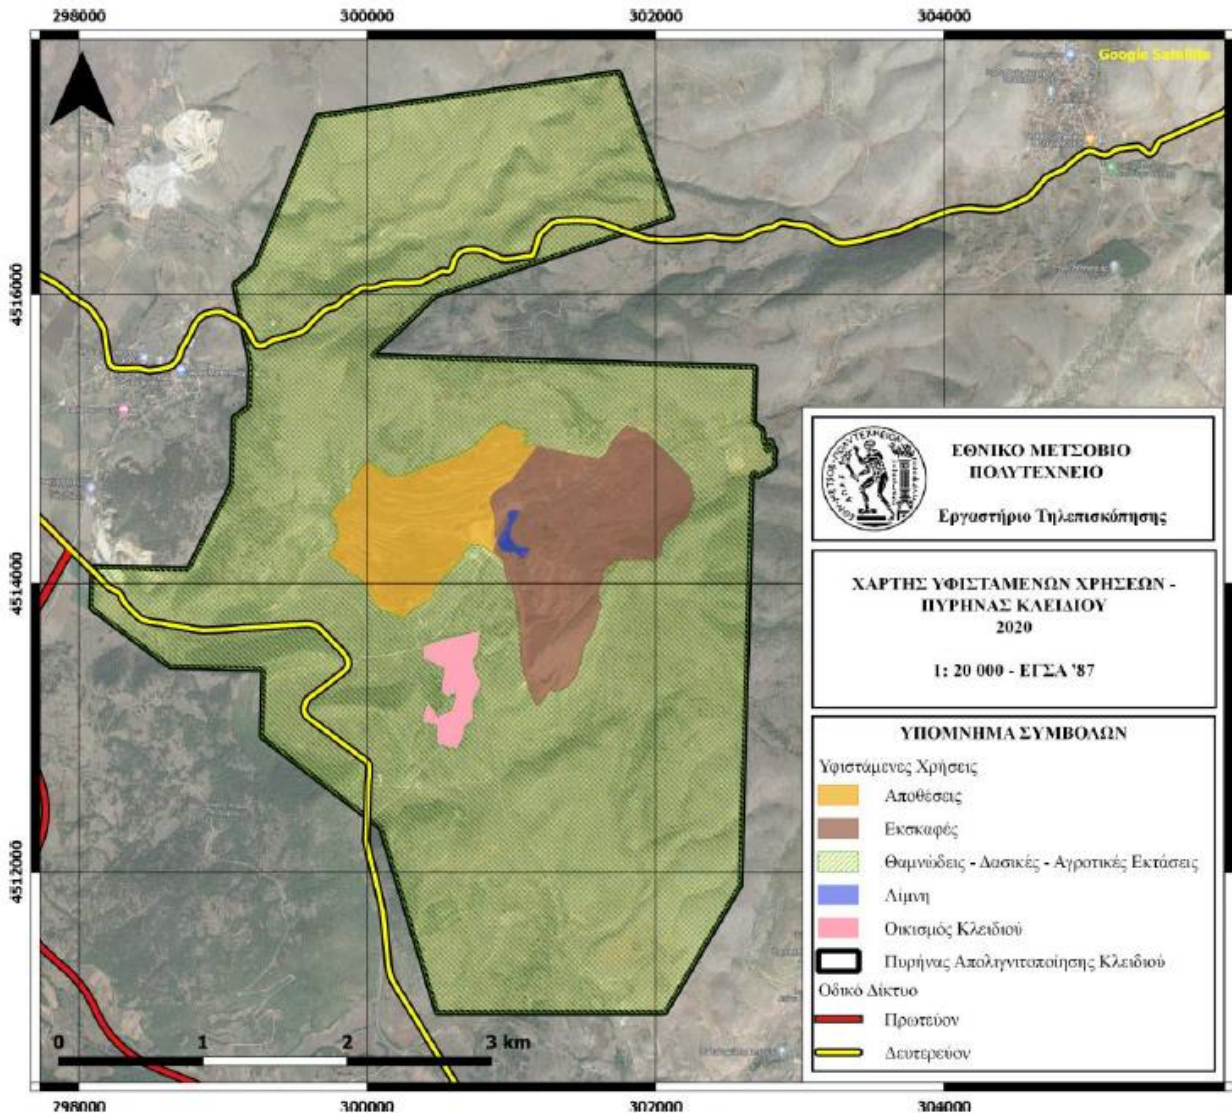 298000
300000
302000
304000
Google Satellite
4516000
4514000
4512000
ΕΘΝΙΚΟ ΜΕΤΣΟΒΙΟ
ΠΟΛΥΤΕΧΝΕΙΟ
Εργαστήριο Τηλεπισκόπησης
ΧΑΡΤΗΣ ΥΦΙΣΤΑΜΕΝΩΝ ΧΡΗΣΕΩΝ -
ΠΥΡΗΝΑΣ ΚΛΕΙΔΙΟΥ
2020
1: 20 000 - ΕΓΣΑ '87
ΥΠΟΜΝΗΜΑ ΣΥΜΒΟΛΩΝ
Υφιστάμενες Χρήσεις
Αποθέσεις
Εκσκαφές
Θαμνώδεις - Δασικές - Αγροτικές Εκτάσεις
Λίμνη
Οικισμός Κλειδιού
Πυρήνας Απολιγνιτοποίησης Κλειδιού
Οδικό Δίκτυο
Πρωτεύον
Δευτερεύον
0 1 2 3 km
298000
300000
302000
304000